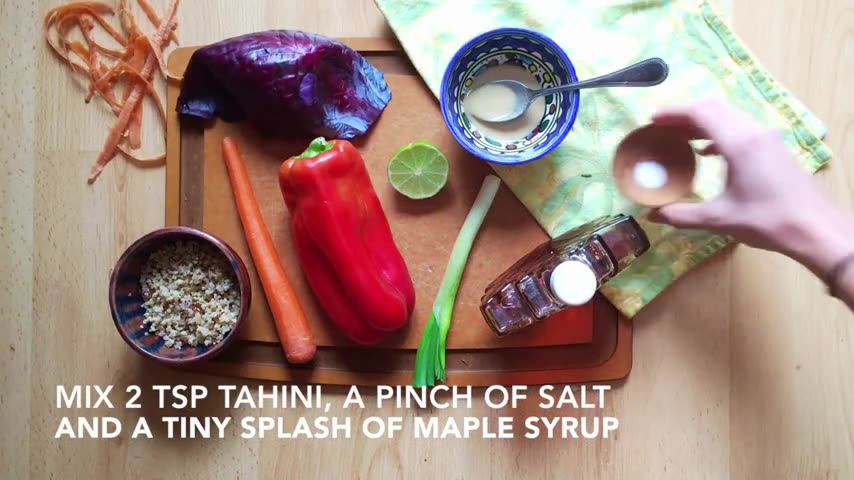 MIX 2 TSP TAHINI, A PINCH OF SALT
AND A TINY SPLASH OF MAPLE SYRUP